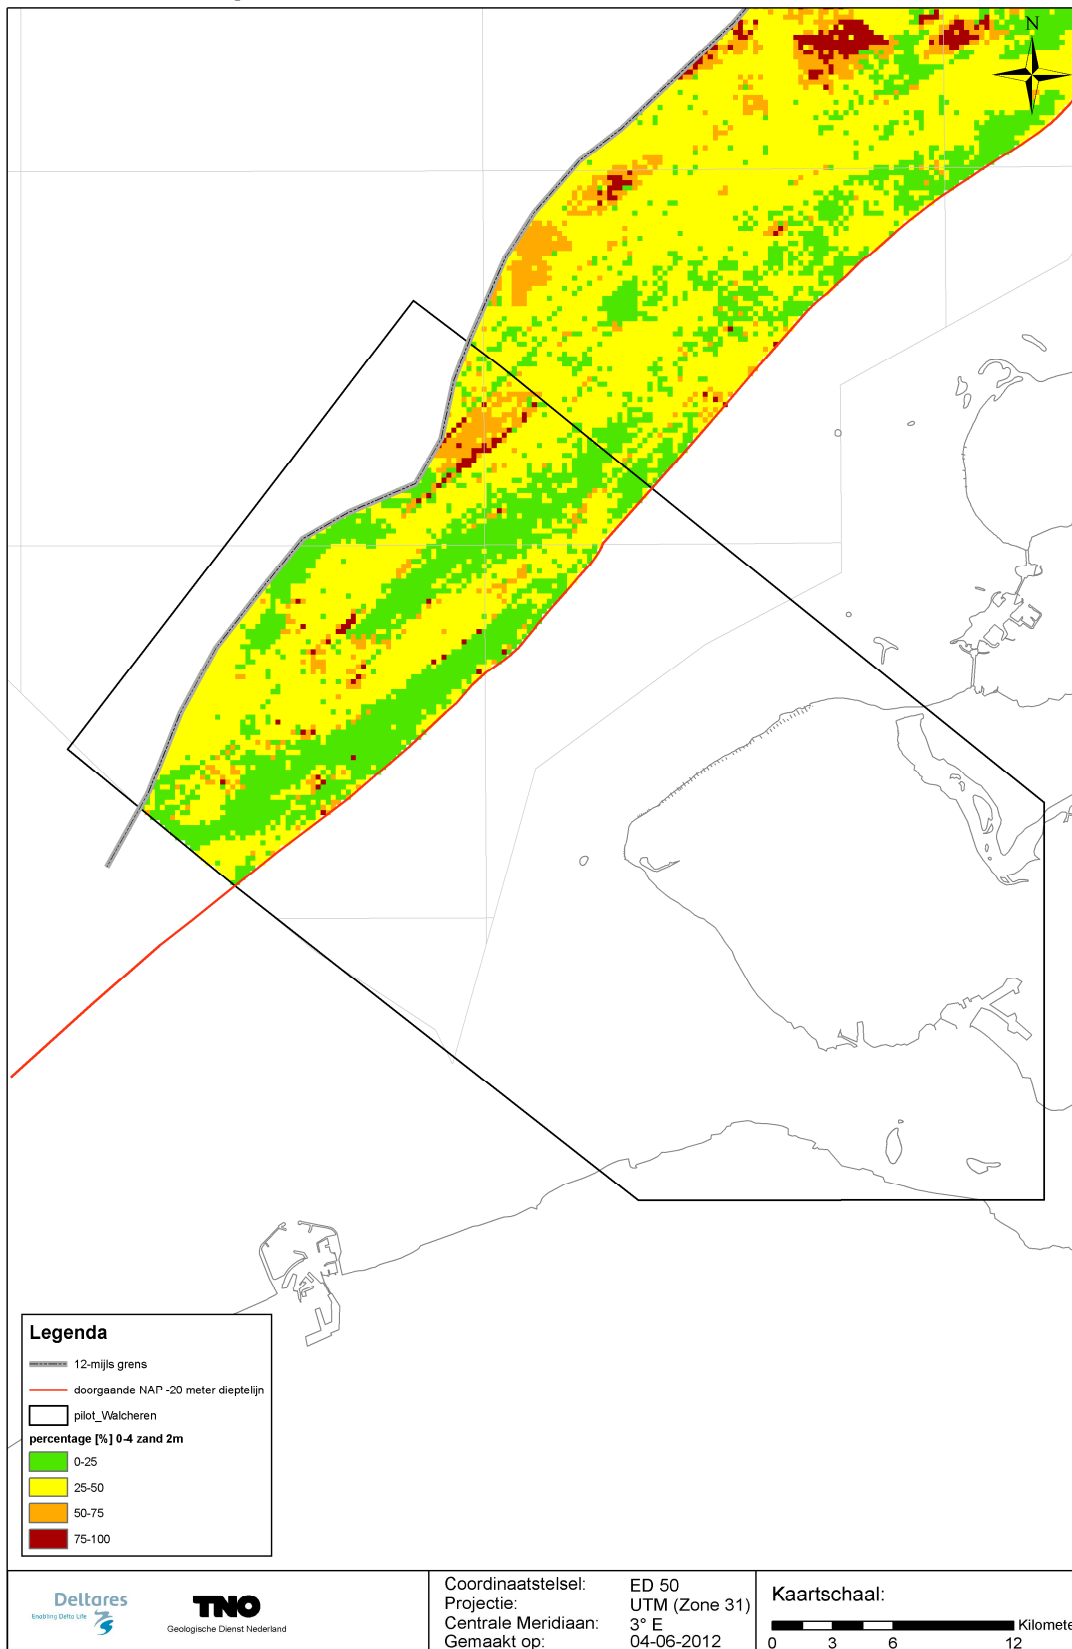 N
Legenda
12-mijls grens
doorgaande NAP -20 meter dieptelijn
pilot_Walcheren
percentage [%] 0-4 zand 2m
0-25
25-50
50-75
75-100
Deltares
Enabling Delta Life
TNO
Geologische Dienst Nederland
Coordinaatstelsel: ED 50
Projectie: UTM (Zone 31)
Centrale Meridiaan: 3° E
Gemaakt op: 04-06-2012
Kaartschaal:
Kilomete
0 3 6 12